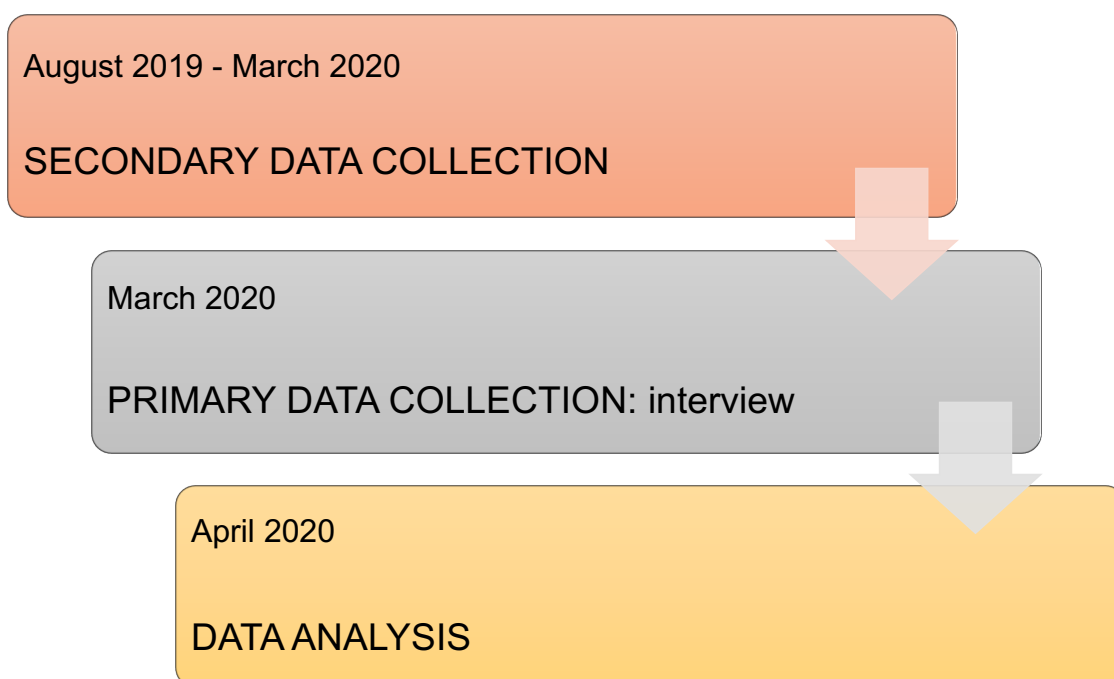 August 2019 - March 2020
SECONDARY DATA COLLECTION
March 2020
PRIMARY DATA COLLECTION: interview
April 2020
DATA ANALYSIS